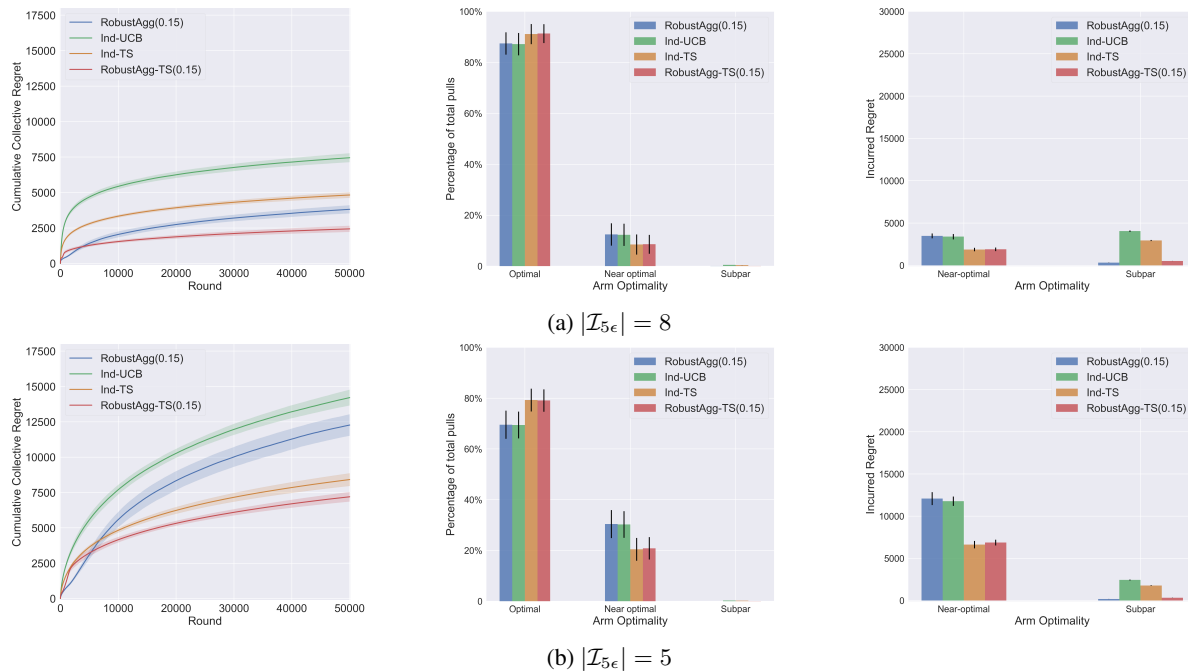 17500
15000
12500
10000
7500
5000
2500
0
Cumulative Collective Regret
RobustAgg(0.15)
Ind-UCB
Ind-TS
RobustAgg-TS(0.15)
0 10000 20000 30000 40000 50000
Round
100%
80%
60%
40%
20%
0
Percentage of total pulls
RobustAgg(0.15)
Ind-UCB
Ind-TS
RobustAgg-TS(0.15)
Optimal Near optimal Subpar
Arm Optimality
30000
25000
20000
15000
10000
5000
0
Incurred Regret
RobustAgg(0.15)
Ind-UCB
Ind-TS
RobustAgg-TS(0.15)
Near-optimal Subpar
Arm Optimality
(a) |𝓘₅ϵ| = 8
17500
15000
12500
10000
7500
5000
2500
0
Cumulative Collective Regret
RobustAgg(0.15)
Ind-UCB
Ind-TS
RobustAgg-TS(0.15)
0 10000 20000 30000 40000 50000
Round
100%
80%
60%
40%
20%
0
Percentage of total pulls
RobustAgg(0.15)
Ind-UCB
Ind-TS
RobustAgg-TS(0.15)
Optimal Near optimal Subpar
Arm Optimality
30000
25000
20000
15000
10000
5000
0
Incurred Regret
RobustAgg(0.15)
Ind-UCB
Ind-TS
RobustAgg-TS(0.15)
Near-optimal Subpar
Arm Optimality
(b) |𝓘₅ϵ| = 5